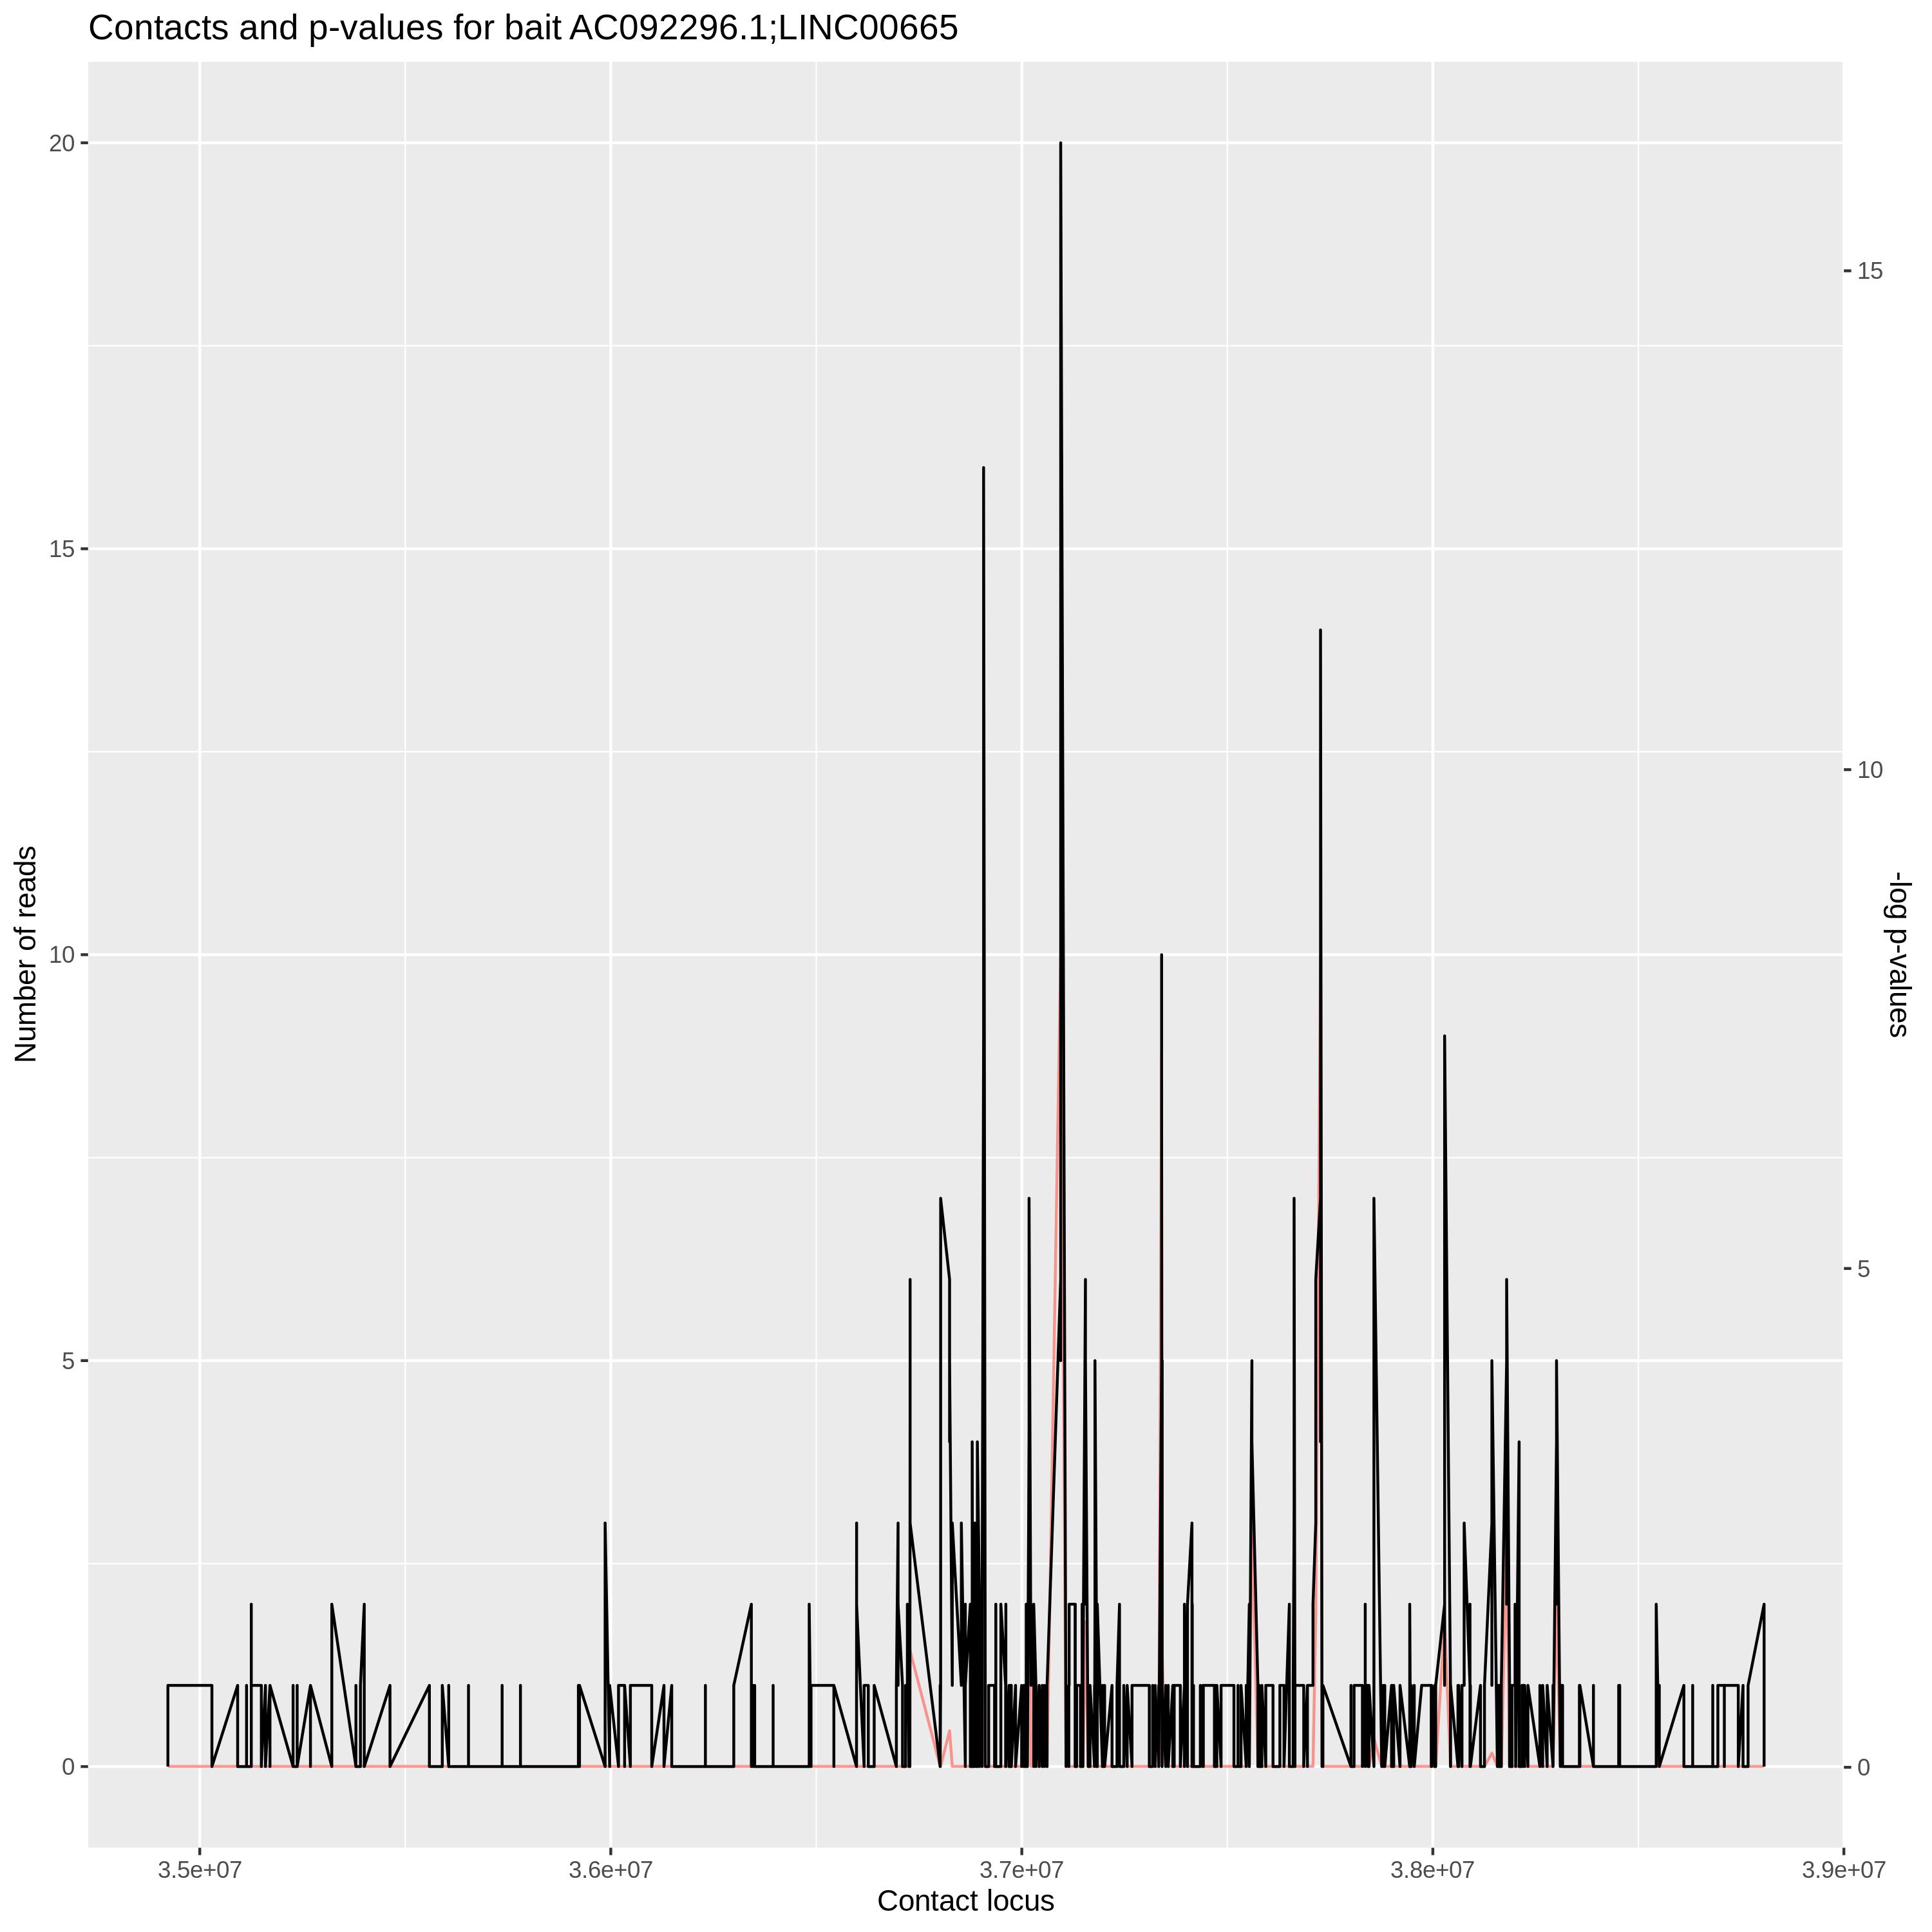 Contacts and p-values for bait AC092296.1;LINC00665
20
15
10
5
0
Number of reads
15
10
5
0
-log p-values
3.5e+07
3.6e+07
3.7e+07
3.8e+07
3.9e+07
Contact locus